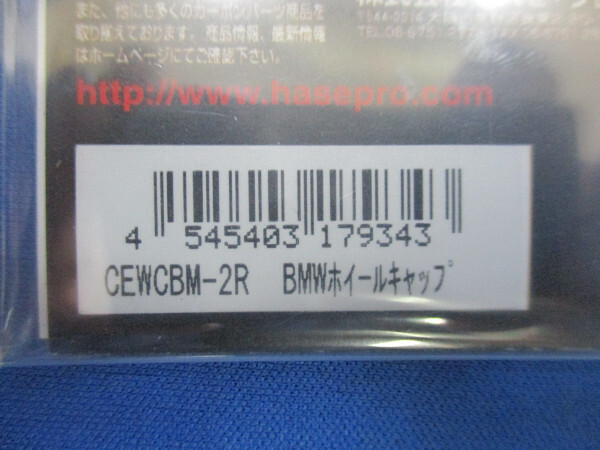 また、他にも多くのカーボンパーツ商品を
取り揃えております。産品情報、最新情報
はホームページにてご確認下さい。
http://www.hasepro.com
4 545403 179343
CEWCBM-2R BMWホイールキャップ